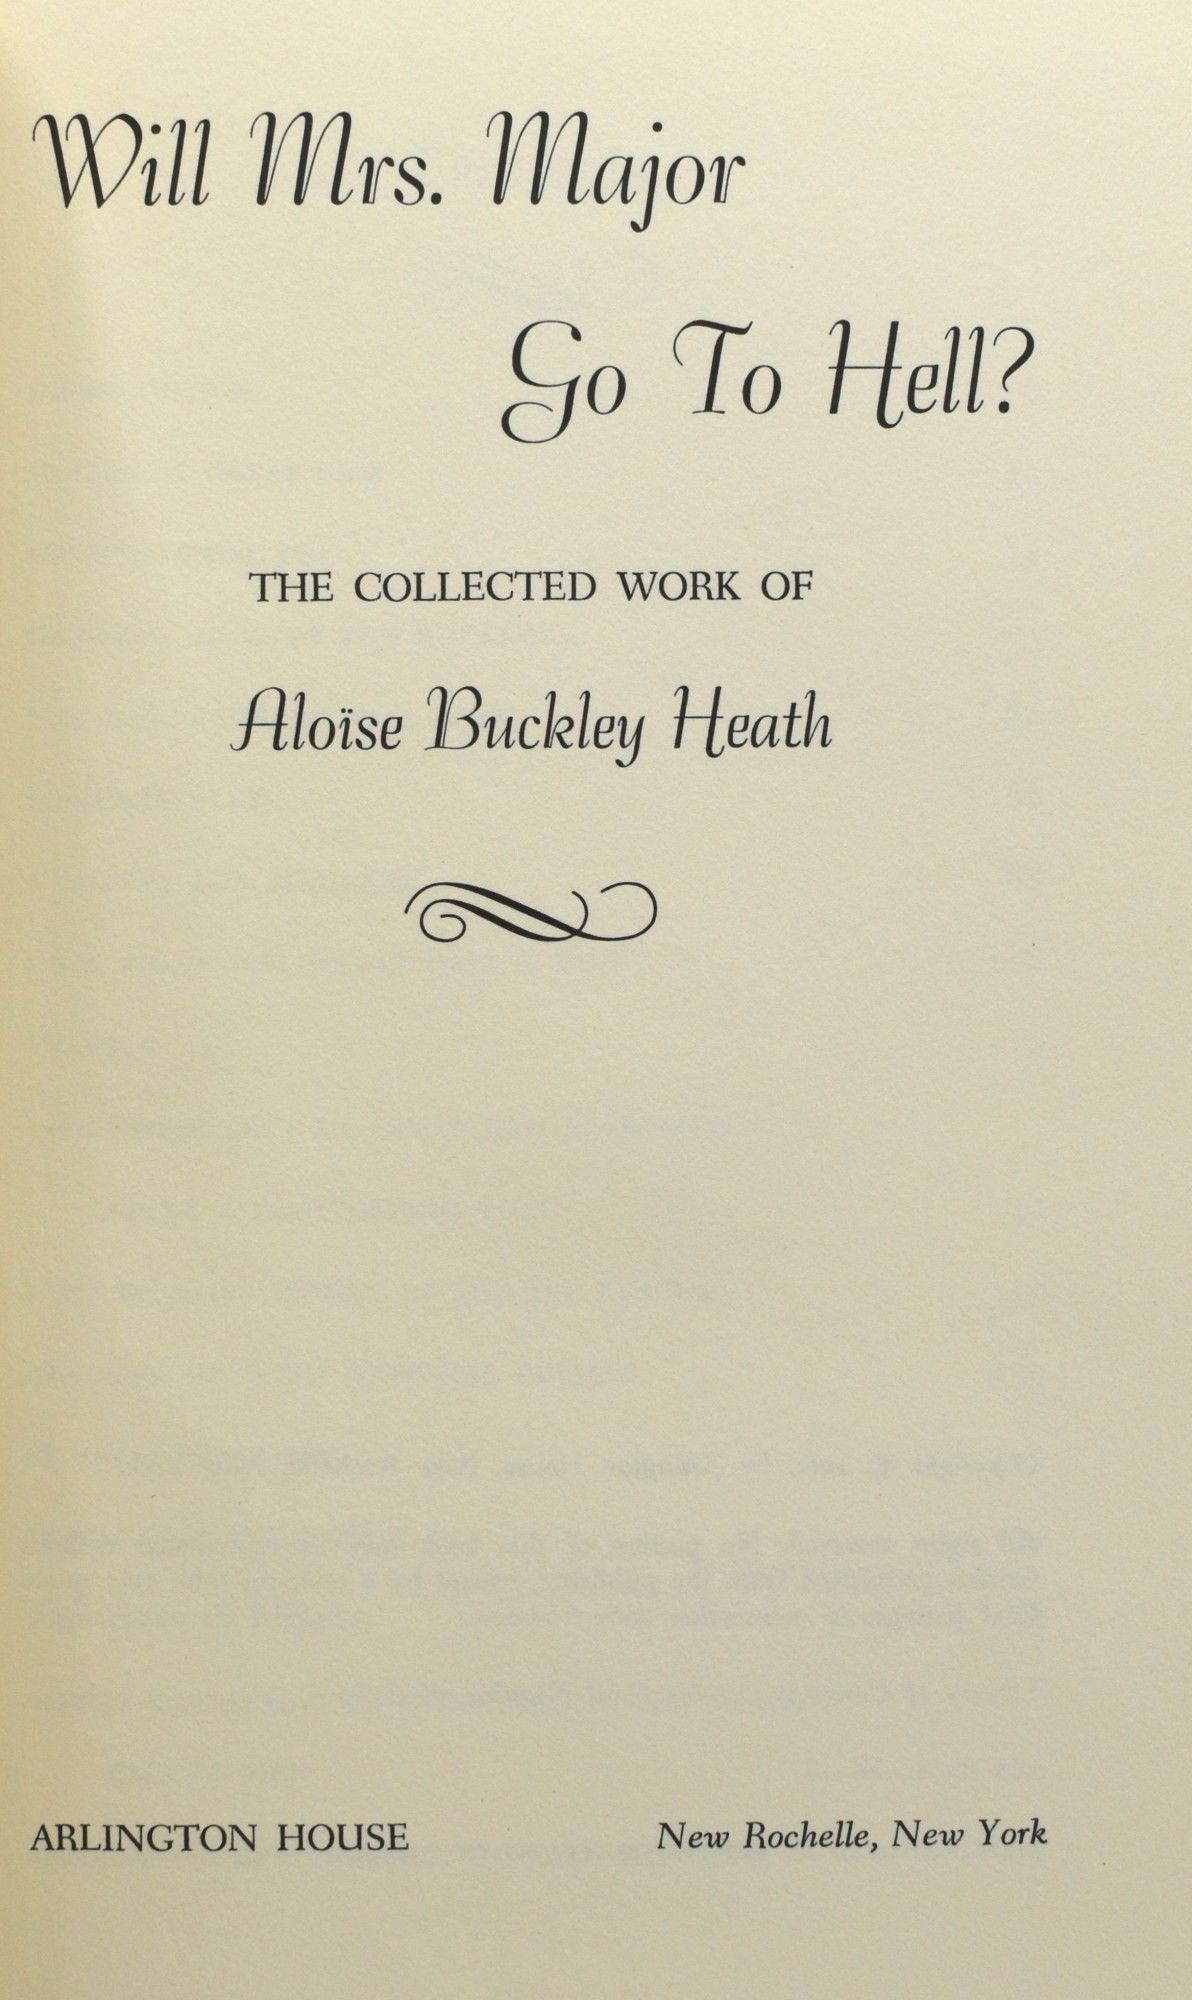 Will Mrs. Major
Go To Hell?
THE COLLECTED WORK OF
Aloïse Buckley Heath
ARLINGTON HOUSE New Rochelle, New York